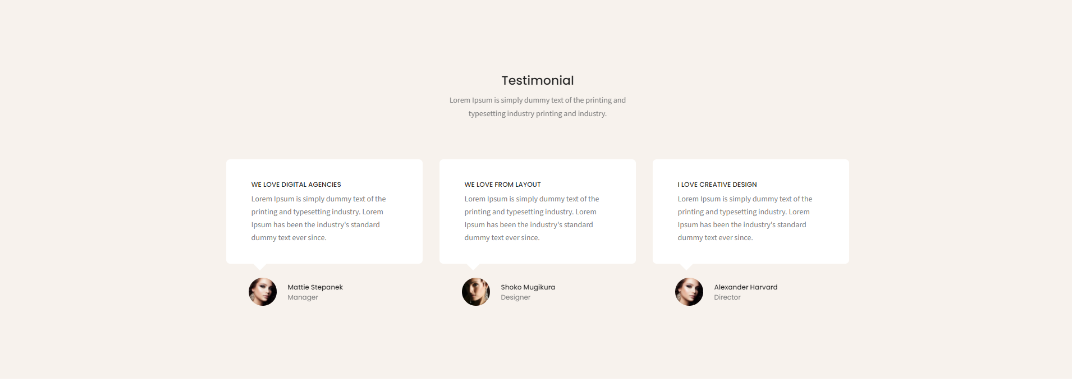 Testimonial
Lorem Ipsum is simply dummy text of the printing and
typesetting industry printing and industry.
WE LOVE DIGITAL AGENCIES
Lorem Ipsum is simply dummy text of the
printing and typesetting industry. Lorem
Ipsum has been the industry's standard
dummy text ever since.
Mattie Stepanek
Manager
WE LOVE FROM LAYOUT
Lorem Ipsum is simply dummy text of the
printing and typesetting industry. Lorem
Ipsum has been the industry's standard
dummy text ever since.
Shoko Mugikura
Designer
I LOVE CREATIVE DESIGN
Lorem Ipsum is simply dummy text of the
printing and typesetting industry. Lorem
Ipsum has been the industry's standard
dummy text ever since.
Alexander Harvard
Director